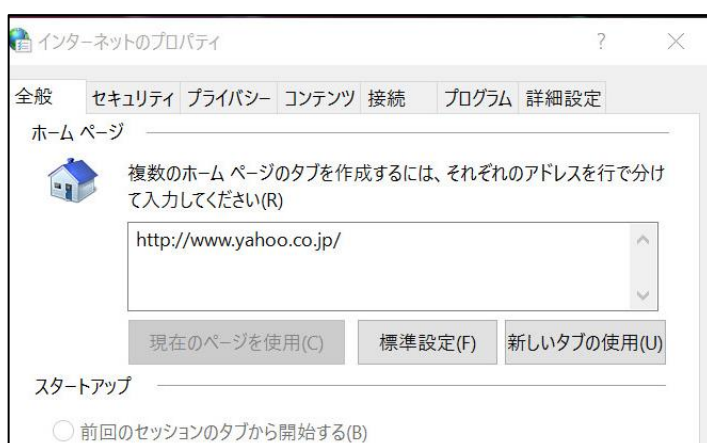 インターネットのプロパティ ? ×
全般 セキュリティ プライバシー コンテンツ 接続 プログラム 詳細設定
ホーム ページ
複数のホーム ページのタブを作成するには、それぞれのアドレスを行で分け
て入力してください(R)
http://www.yahoo.co.jp/
現在のページを使用(C) 標準設定(F) 新しいタブの使用(U)
スタートアップ
前回のセッションのタブから開始する(B)